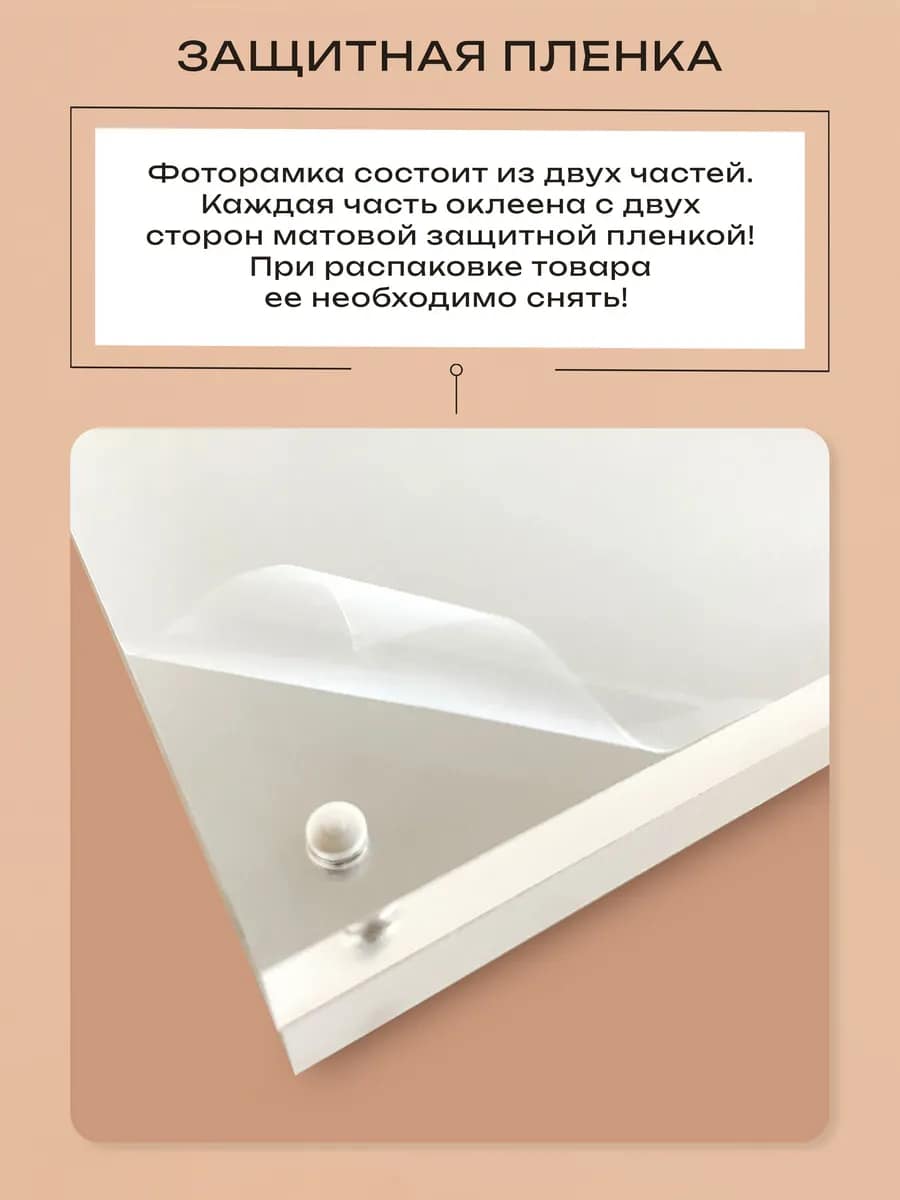 ЗАЩИТНАЯ ПЛЕНКА
Фоторамка состоит из двух частей.
Каждая часть оклеена с двух
сторон матовой защитной пленкой!
При распаковке товара
ее необходимо снять!